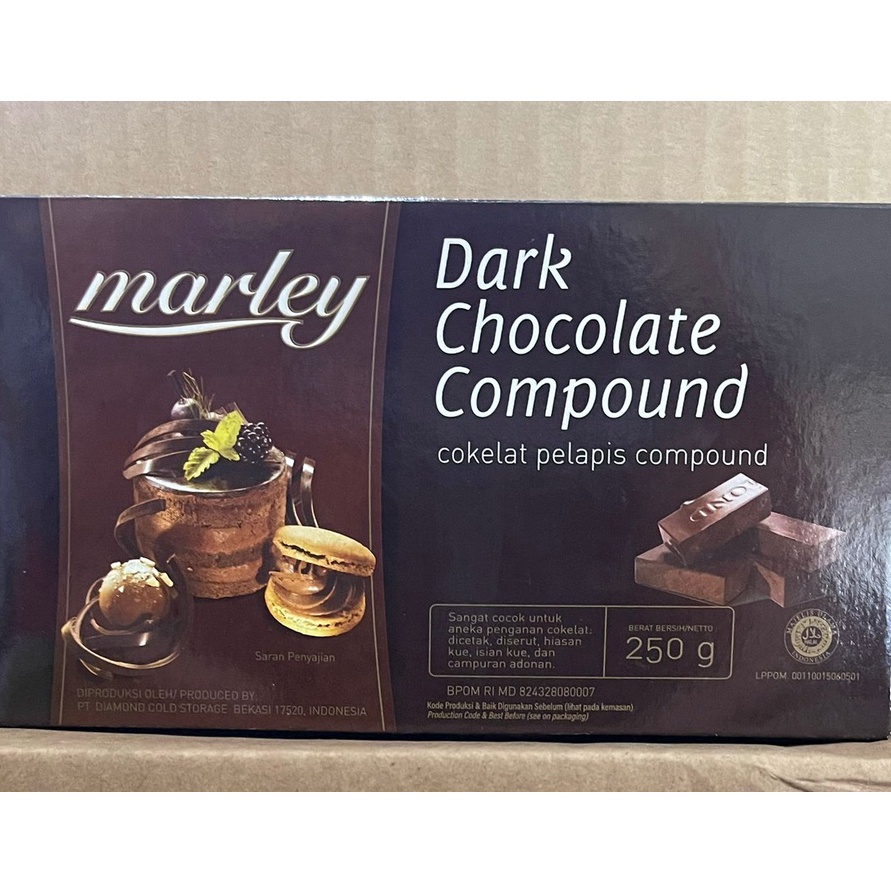 marley
Dark
Chocolate
Compound
cokelat pelapis compound
Saran Penyajian
DIPRODUKSI OLEH/ PRODUCED BY:
PT. DIAMOND COLD STORAGE BEKASI 17520, INDONESIA
Sangat cocok untuk
aneka penganan cokelat:
dicetak, diserut, hiasan
kue, isian kue, dan
campuran adonan.
BERAT BERSIH/NETTO
250 g
BPOM RI MD 824328080007
Kode Produksi & Baik Digunakan Sebelum (lihat pada kemasan)
Production Code & Best Before (see on packaging)
INDONESIA
LPPOM 00110015060501